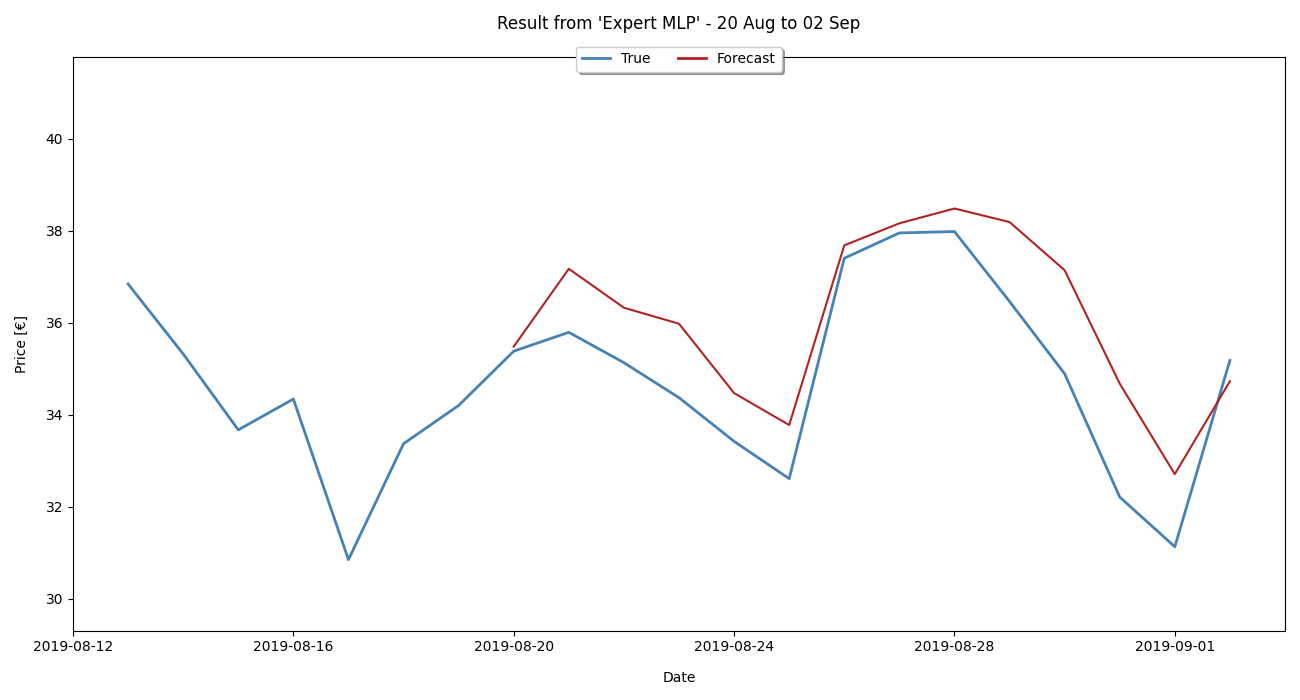 Result from 'Expert MLP' - 20 Aug to 02 Sep
True
Forecast
Price [€]
40
38
36
34
32
30
2019-08-12
2019-08-16
2019-08-20
2019-08-24
2019-08-28
2019-09-01
Date